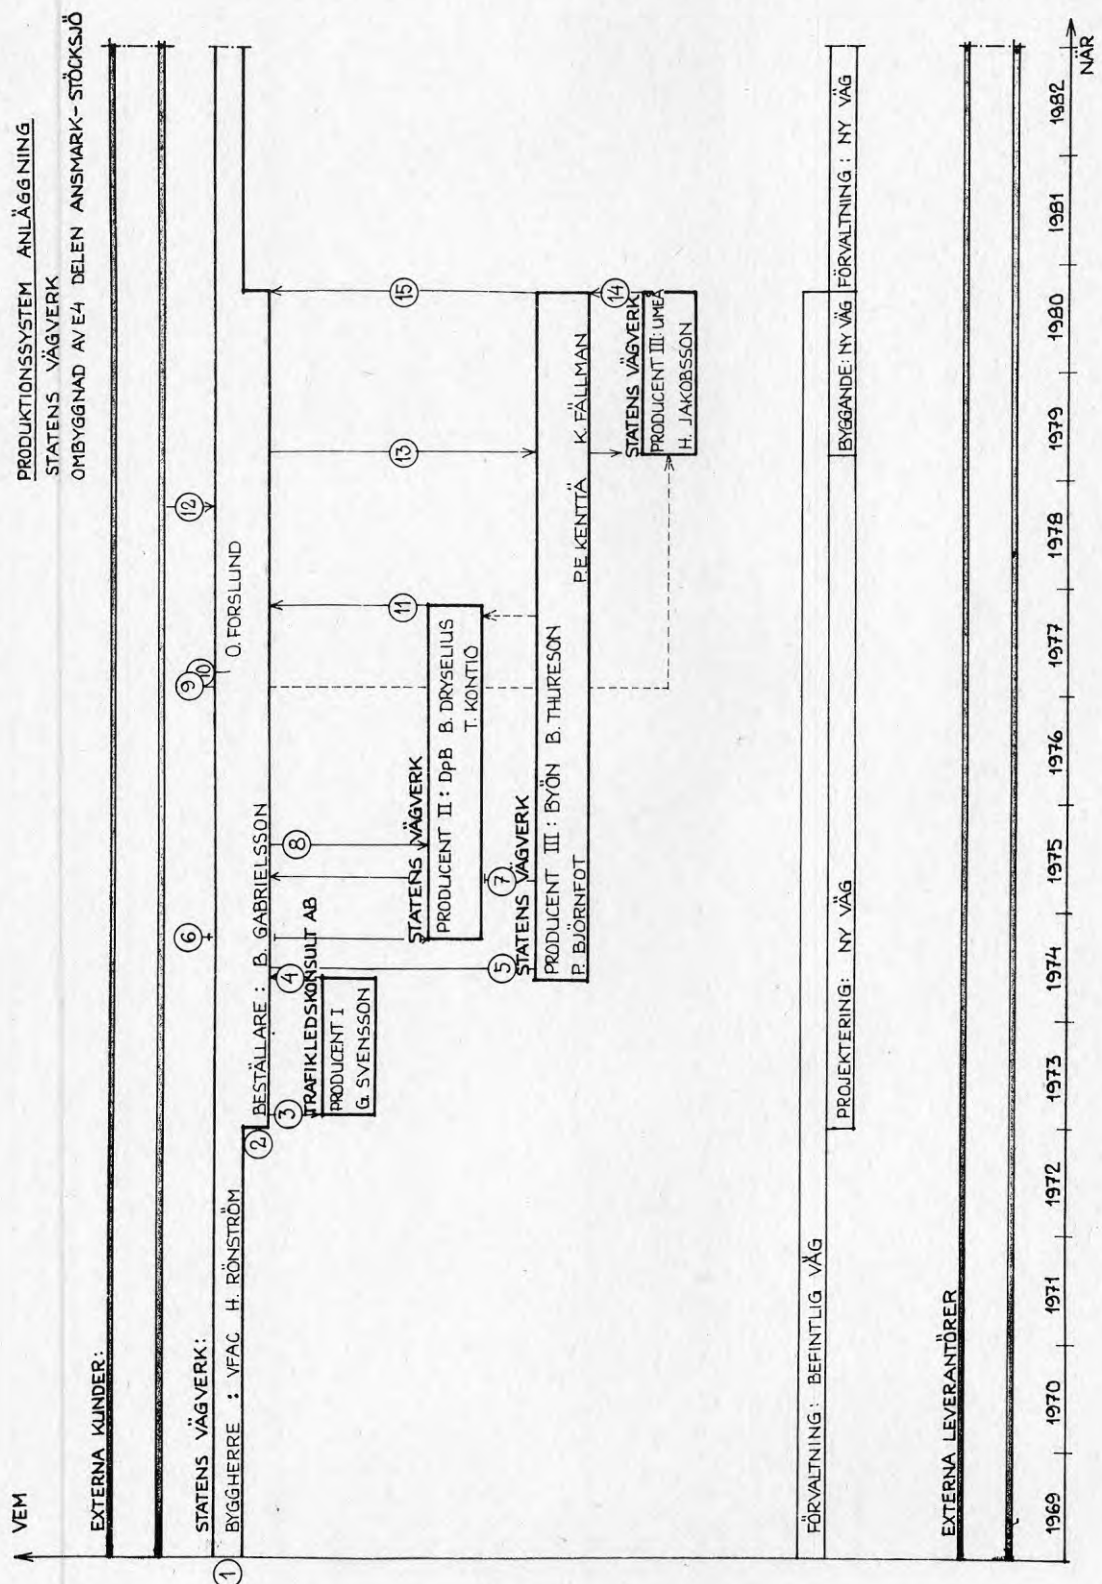 PRODUKTIONSSYSTEM ANLÄGGNING
STATENS VÄGVERK
OMBYGGNAD AV E4 DELEN ANSMARK-STÖCKSJÖ
VEM
EXTERNA KUNDER:
STATENS VÄGVERK:
6
9
10
12
1
BYGGHERRE : VFAC H. RÖNSTRÖM
O. FORSLUND
2
BESTÄLLARE : B. GABRIELSSON
3
4
8
11
13
15
TRAFIKLEDSKONSULT AB
PRODUCENT I
G. SVENSSON
STATENS VÄGVERK
PRODUCENT II : DpB B. DRYSELIUS
T. KONTIO
5
7
STATENS VÄGVERK
PRODUCENT III : BYÖN B. THURESON
P. BJÖRNFOT P.E KENTTÄ K. FÄLLMAN
14
STATENS VÄGVERK
PRODUCENT III: UMEÅ
H. JAKOBSSON
FÖRVALTNING: BEFINTLIG VÄG
PROJEKTERING: NY VÄG
BYGGANDE: NY VÄG
FÖRVALTNING : NY VÄG
EXTERNA LEVERANTÖRER
1969 1970 1971 1972 1973 1974 1975 1976 1977 1978 1979 1980 1981 1982
NÄR